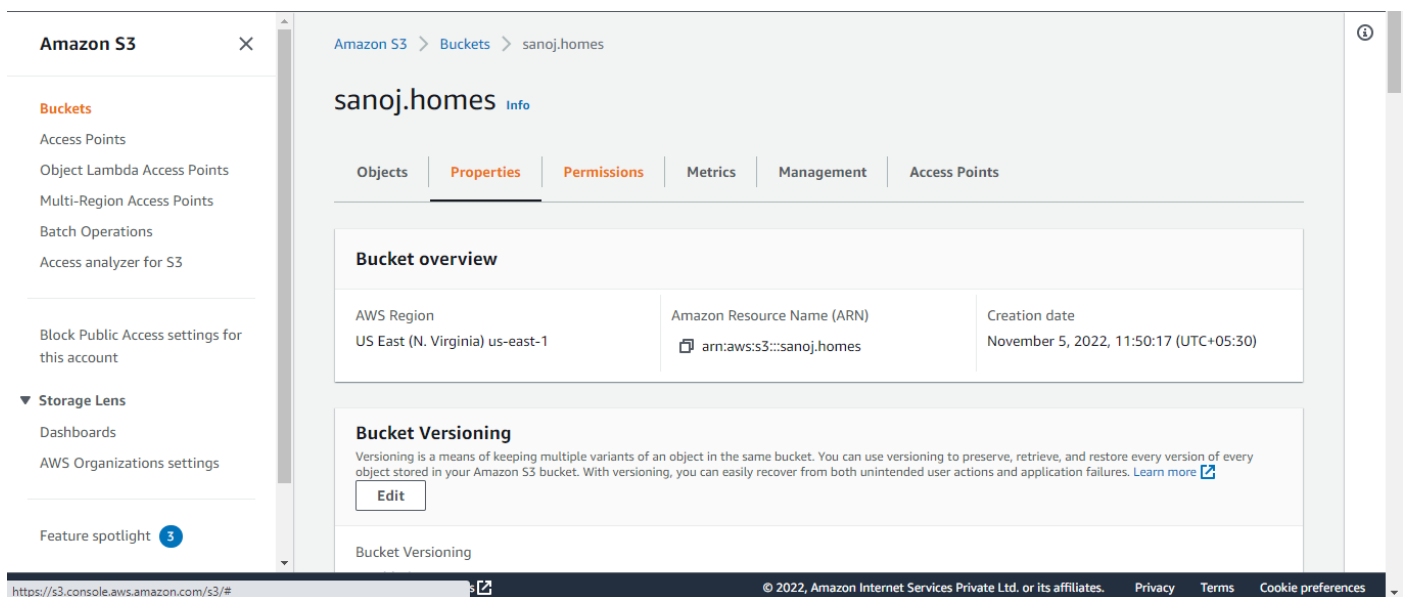 Amazon S3
Buckets
Access Points
Object Lambda Access Points
Multi-Region Access Points
Batch Operations
Access analyzer for S3
Block Public Access settings for
this account
Storage Lens
Dashboards
AWS Organizations settings
Feature spotlight 3
Amazon S3 > Buckets > sanoj.homes
sanoj.homes Info
Objects Properties Permissions Metrics Management Access Points
Bucket overview
AWS Region
US East (N. Virginia) us-east-1
Amazon Resource Name (ARN)
arn:aws:s3:::sanoj.homes
Creation date
November 5, 2022, 11:50:17 (UTC+05:30)
Bucket Versioning
Versioning is a means of keeping multiple variants of an object in the same bucket. You can use versioning to preserve, retrieve, and restore every version of every
object stored in your Amazon S3 bucket. With versioning, you can easily recover from both unintended user actions and application failures. Learn more
Edit
Bucket Versioning
https://s3.console.aws.amazon.com/s3/#
© 2022, Amazon Internet Services Private Ltd. or its affiliates. Privacy Terms Cookie preferences